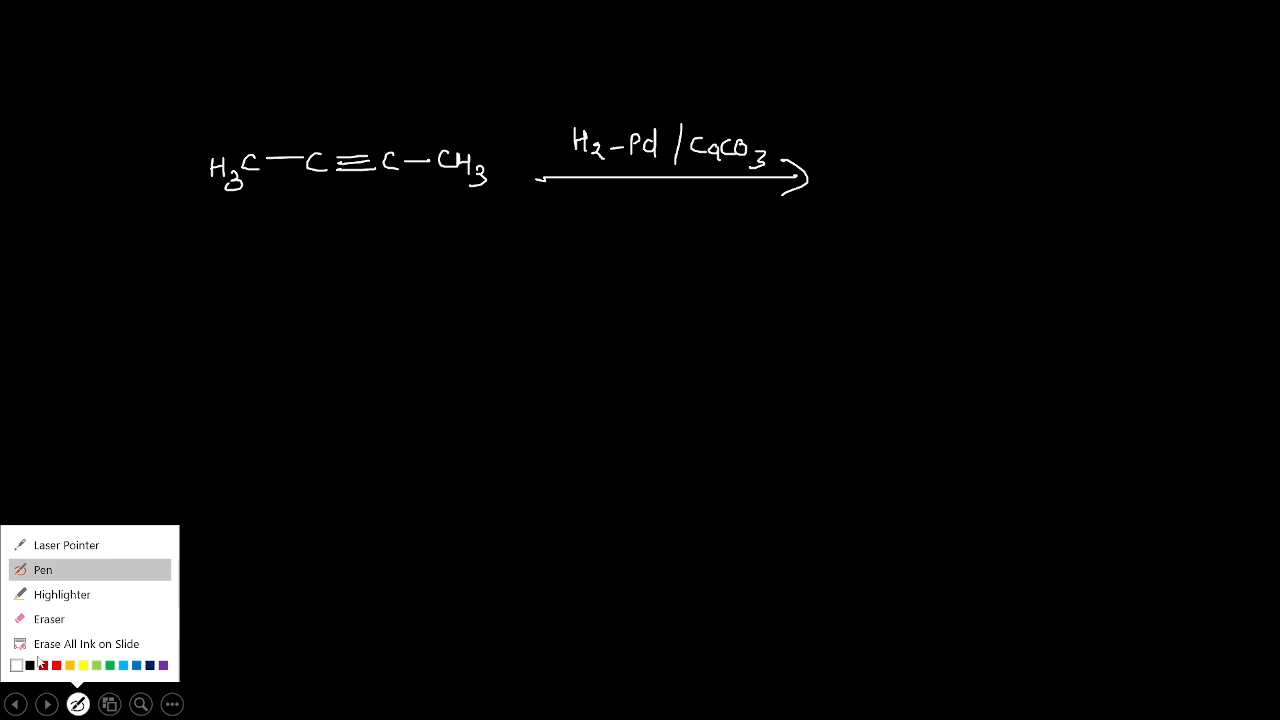 H₃C — C ≡ C — CH₃ H₂-Pd / CaCO₃ →
Laser Pointer
Pen
Highlighter
Eraser
Erase All Ink on Slide